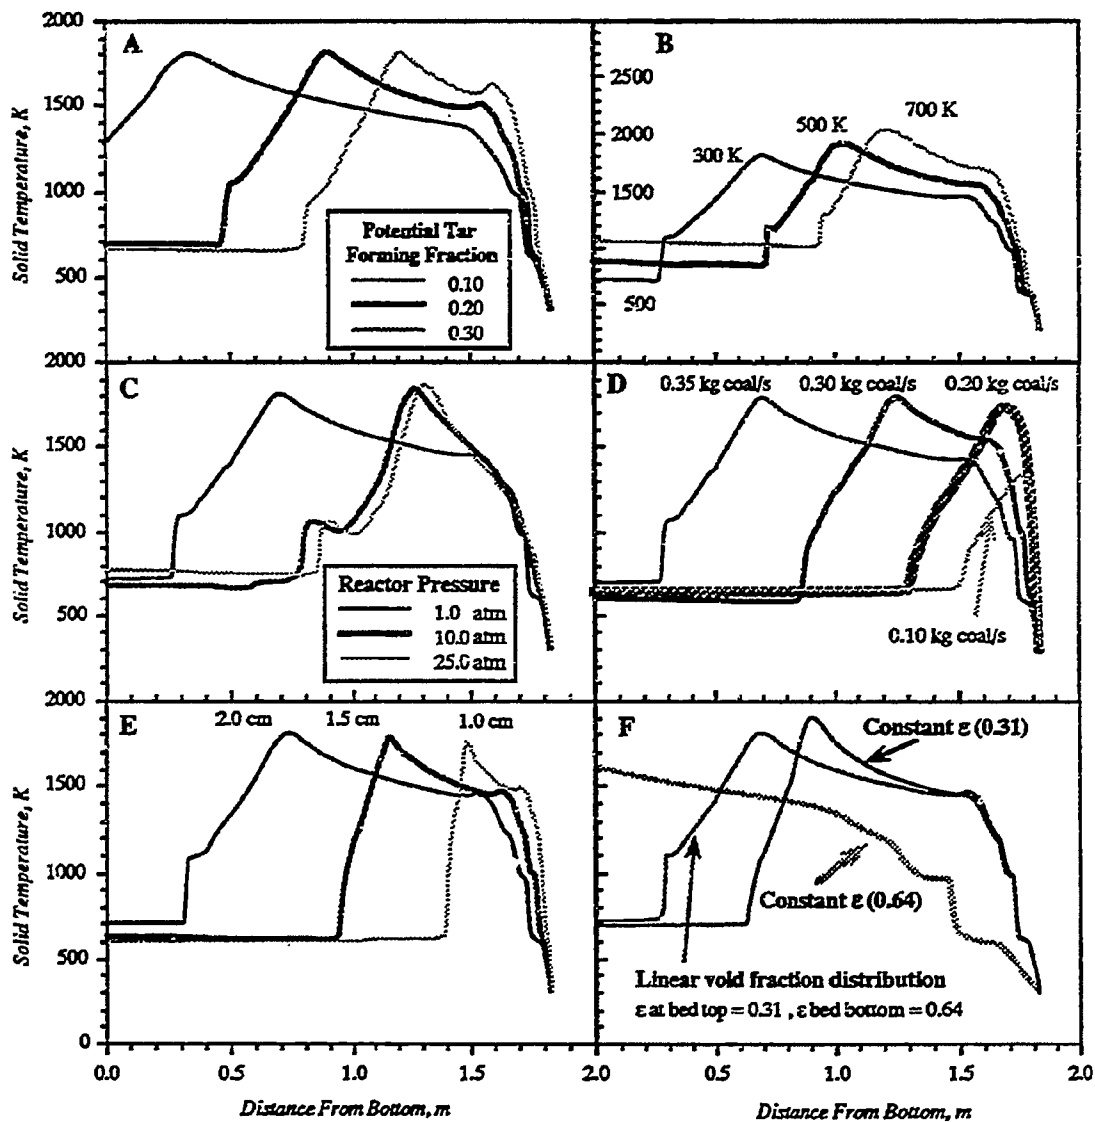 2000
1500
1000
500
2000
1500
1000
500
2000
1500
1000
500
0
Solid Temperature, K
Solid Temperature, K
Solid Temperature, K
A
Potential Tar
Forming Fraction
0.10
0.20
0.30
B
2500
2000
1500
500
300 K
500 K
700 K
C
Reactor Pressure
1.0 atm
10.0 atm
25.0 atm
D
0.35 kg coal/s
0.30 kg coal/s
0.20 kg coal/s
0.10 kg coal/s
E
2.0 cm
1.5 cm
1.0 cm
F
Constant ε (0.31)
Constant ε (0.64)
Linear void fraction distribution
ε at bed top = 0.31 , ε bed bottom = 0.64
0.0 0.5 1.0 1.5 2.0 0.5 1.0 1.5 2.0
Distance From Bottom, m
Distance From Bottom, m